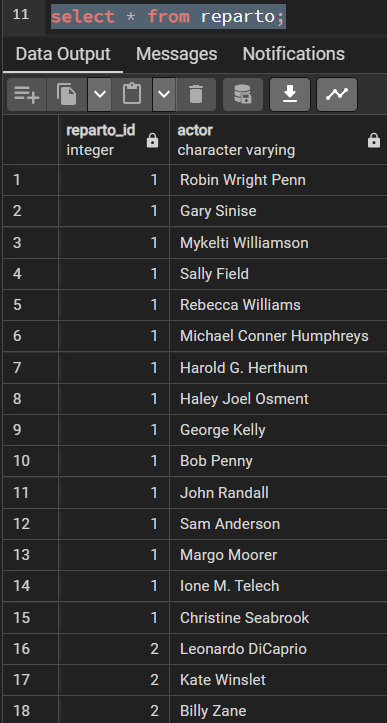 11 select * from reparto;
Data Output Messages Notifications
reparto_id actor
integer character varying
1 1 Robin Wright Penn
2 1 Gary Sinise
3 1 Mykelti Williamson
4 1 Sally Field
5 1 Rebecca Williams
6 1 Michael Conner Humphreys
7 1 Harold G. Herthum
8 1 Haley Joel Osment
9 1 George Kelly
10 1 Bob Penny
11 1 John Randall
12 1 Sam Anderson
13 1 Margo Moorer
14 1 Ione M. Telech
15 1 Christine Seabrook
16 2 Leonardo DiCaprio
17 2 Kate Winslet
18 2 Billy Zane